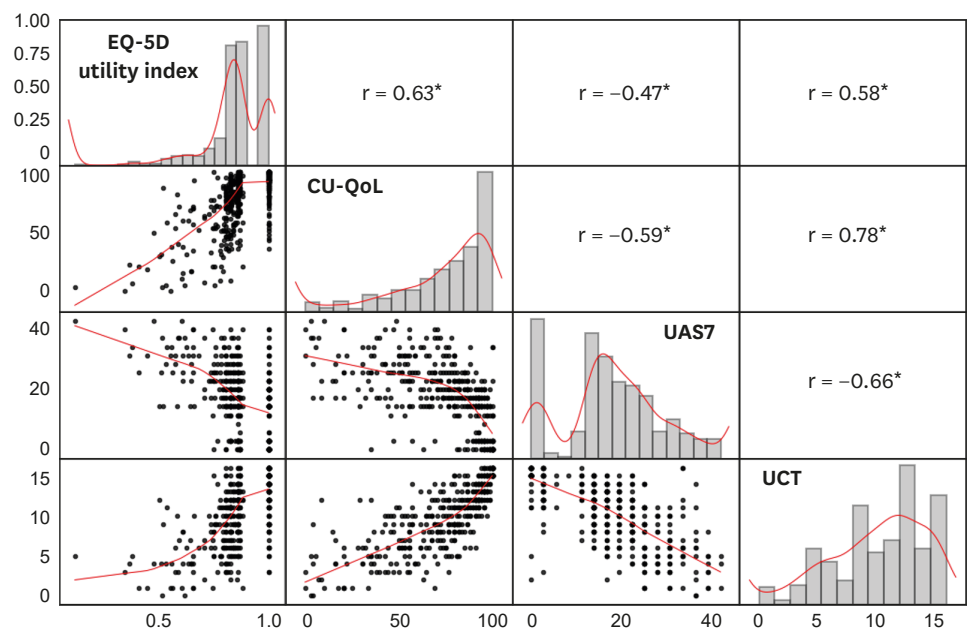 1.00
EQ-5D
utility index
0.75
0.50
0.25
0
r = 0.63*
r = −0.47*
r = 0.58*
100
50
0
CU-QoL
r = −0.59*
r = 0.78*
40
20
0
UAS7
r = −0.66*
15
10
5
0
UCT
0.5 1.0 0 50 100 0 20 40 0 5 10 15